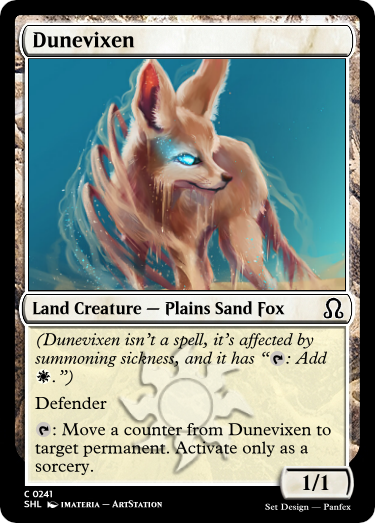 Dunevixen
Land Creature — Plains Sand Fox
(Dunevixen isn't a spell, it's affected by
summoning sickness, and it has “: Add
.”)
Defender
: Move a counter from Dunevixen to
target permanent. Activate only as a
sorcery.
1/1
C 0241
SHL IMATERIA — ARTSTATION
Set Design — Panfex